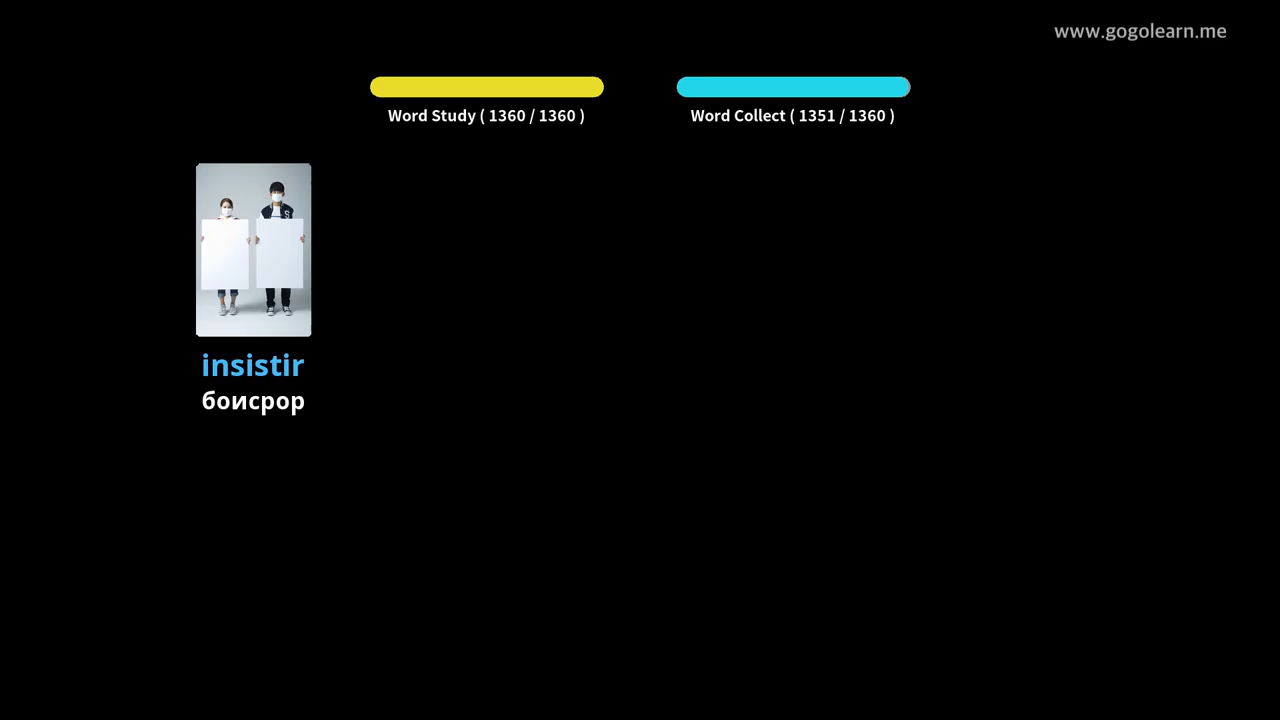 www.gogolearn.me
Word Study ( 1360 / 1360 )
Word Collect ( 1351 / 1360 )
insistir
боисрор